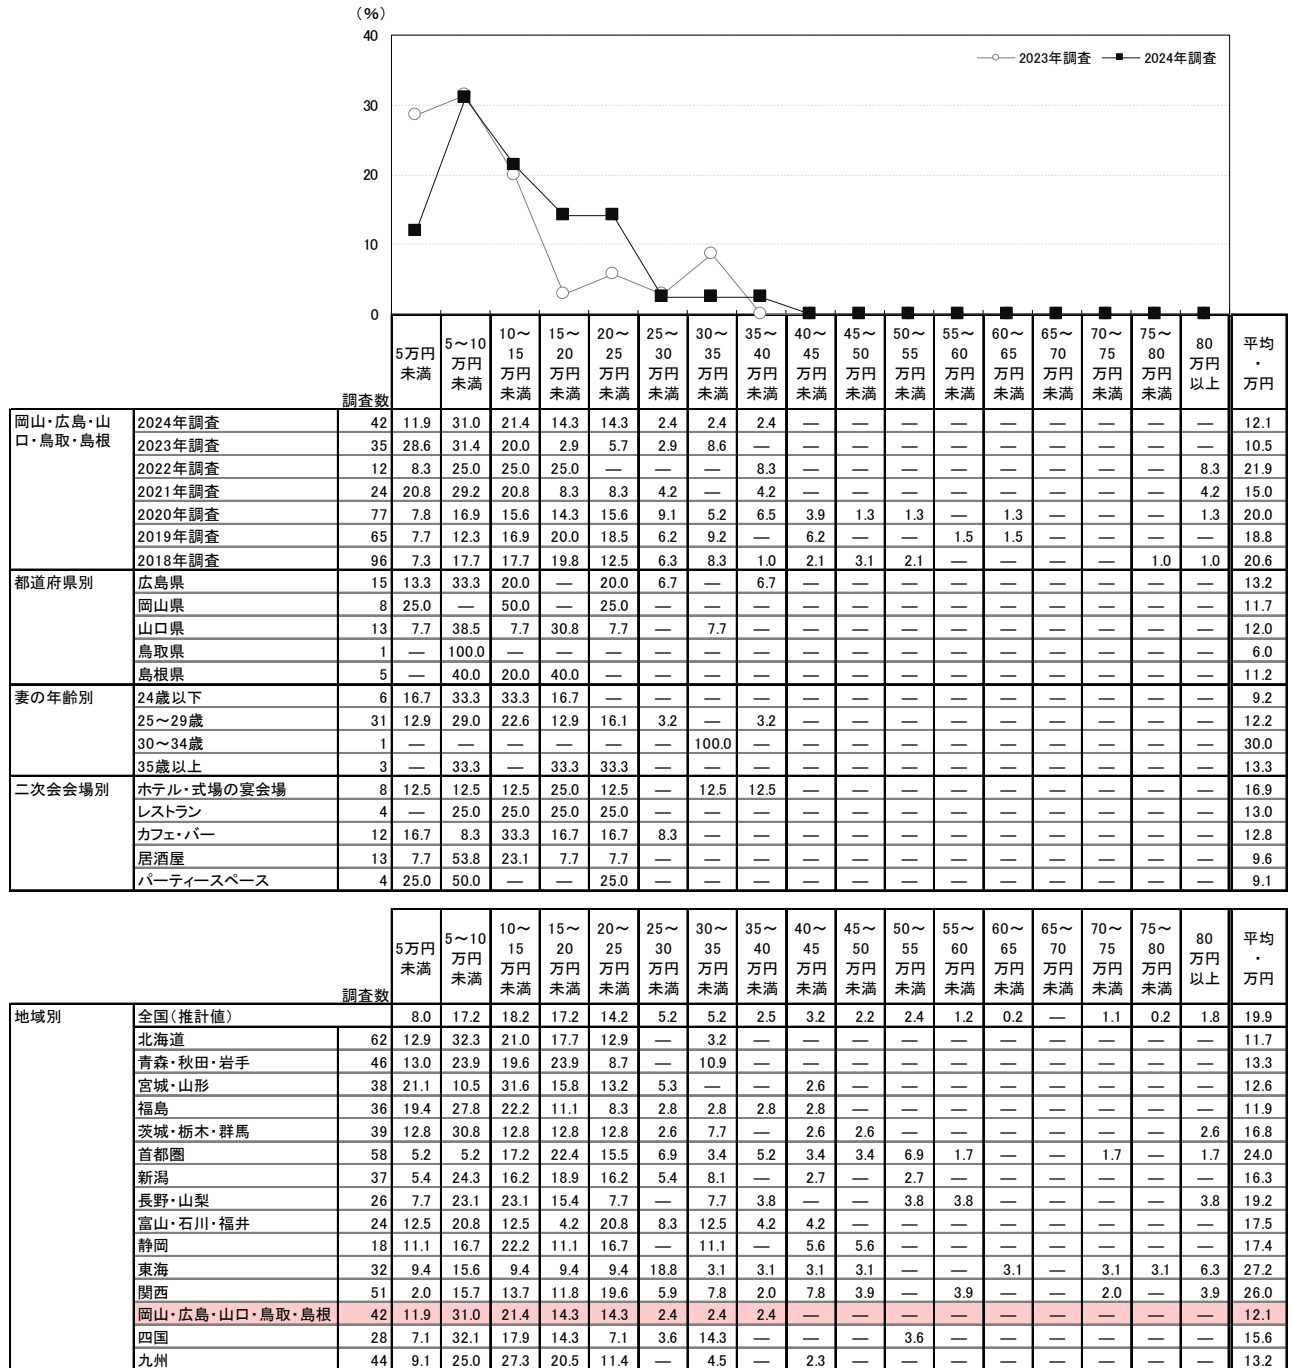 （％）
40
30
20
10
0
2023年調査 2024年調査
調査数 5万円未満 5～10万円未満 10～15万円未満 15～20万円未満 20～25万円未満 25～30万円未満 30～35万円未満 35～40万円未満 40～45万円未満 45～50万円未満 50～55万円未満 55～60万円未満 60～65万円未満 65～70万円未満 70～75万円未満 75～80万円未満 80万円以上 平均・万円
岡山・広島・山口・鳥取・島根
2024年調査 42 11.9 31.0 21.4 14.3 14.3 2.4 2.4 2.4 — — — — — — — — — 12.1
2023年調査 35 28.6 31.4 20.0 2.9 5.7 2.9 8.6 — — — — — — — — — — 10.5
2022年調査 12 8.3 25.0 25.0 25.0 — — — 8.3 — — — — — — — — 8.3 21.9
2021年調査 24 20.8 29.2 20.8 8.3 8.3 4.2 — 4.2 — — — — — — — — 4.2 15.0
2020年調査 77 7.8 16.9 15.6 14.3 15.6 9.1 5.2 6.5 3.9 1.3 1.3 — 1.3 — — — 1.3 20.0
2019年調査 65 7.7 12.3 16.9 20.0 18.5 6.2 9.2 — 6.2 — — 1.5 1.5 — — — — 18.8
2018年調査 96 7.3 17.7 17.7 19.8 12.5 6.3 8.3 1.0 2.1 3.1 2.1 — — — — 1.0 1.0 20.6
都道府県別
広島県 15 13.3 33.3 20.0 — 20.0 6.7 — 6.7 — — — — — — — — — 13.2
岡山県 8 25.0 — 50.0 — 25.0 — — — — — — — — — — — — 11.7
山口県 13 7.7 38.5 7.7 30.8 7.7 — 7.7 — — — — — — — — — — 12.0
鳥取県 1 — 100.0 — — — — — — — — — — — — — — — 6.0
島根県 5 — 40.0 20.0 40.0 — — — — — — — — — — — — — 11.2
妻の年齢別
24歳以下 6 16.7 33.3 33.3 16.7 — — — — — — — — — — — — — 9.2
25～29歳 31 12.9 29.0 22.6 12.9 16.1 3.2 — 3.2 — — — — — — — — — 12.2
30～34歳 1 — — — — — — 100.0 — — — — — — — — — — 30.0
35歳以上 3 — 33.3 — 33.3 33.3 — — — — — — — — — — — — 13.3
二次会会場別
ホテル・式場の宴会場 8 12.5 12.5 12.5 25.0 12.5 — 12.5 12.5 — — — — — — — — — 16.9
レストラン 4 — 25.0 25.0 25.0 25.0 — — — — — — — — — — — — 13.0
カフェ・バー 12 16.7 8.3 33.3 16.7 16.7 8.3 — — — — — — — — — — — 12.8
居酒屋 13 7.7 53.8 23.1 7.7 7.7 — — — — — — — — — — — — 9.6
パーティースペース 4 25.0 50.0 — — 25.0 — — — — — — — — — — — — 9.1
調査数 5万円未満 5～10万円未満 10～15万円未満 15～20万円未満 20～25万円未満 25～30万円未満 30～35万円未満 35～40万円未満 40～45万円未満 45～50万円未満 50～55万円未満 55～60万円未満 60～65万円未満 65～70万円未満 70～75万円未満 75～80万円未満 80万円以上 平均・万円
地域別
全国（推計値） 8.0 17.2 18.2 17.2 14.2 5.2 5.2 2.5 3.2 2.2 2.4 1.2 0.2 — 1.1 0.2 1.8 19.9
北海道 62 12.9 32.3 21.0 17.7 12.9 — 3.2 — — — — — — — — — — 11.7
青森・秋田・岩手 46 13.0 23.9 19.6 23.9 8.7 — 10.9 — — — — — — — — — — 13.3
宮城・山形 38 21.1 10.5 31.6 15.8 13.2 5.3 — — 2.6 — — — — — — — — 12.6
福島 36 19.4 27.8 22.2 11.1 8.3 2.8 2.8 2.8 2.8 — — — — — — — — 11.9
茨城・栃木・群馬 39 12.8 30.8 12.8 12.8 12.8 2.6 7.7 — 2.6 2.6 — — — — — — 2.6 16.8
首都圏 58 5.2 5.2 17.2 22.4 15.5 6.9 3.4 5.2 3.4 3.4 6.9 1.7 — — 1.7 — 1.7 24.0
新潟 37 5.4 24.3 16.2 18.9 16.2 5.4 8.1 — 2.7 — 2.7 — — — — — — 16.3
長野・山梨 26 7.7 23.1 23.1 15.4 7.7 — 7.7 3.8 — — 3.8 3.8 — — — — 3.8 19.2
富山・石川・福井 24 12.5 20.8 12.5 4.2 20.8 8.3 12.5 4.2 4.2 — — — — — — — — 17.5
静岡 18 11.1 16.7 22.2 11.1 16.7 — 11.1 — 5.6 5.6 — — — — — — — 17.4
東海 32 9.4 15.6 9.4 9.4 9.4 18.8 3.1 3.1 3.1 3.1 — — 3.1 — 3.1 3.1 6.3 27.2
関西 51 2.0 15.7 13.7 11.8 19.6 5.9 7.8 2.0 7.8 3.9 — 3.9 — — 2.0 — 3.9 26.0
岡山・広島・山口・鳥取・島根 42 11.9 31.0 21.4 14.3 14.3 2.4 2.4 2.4 — — — — — — — — — 12.1
四国 28 7.1 32.1 17.9 14.3 7.1 3.6 14.3 — — — 3.6 — — — — — — 15.6
九州 44 9.1 25.0 27.3 20.5 11.4 — 4.5 — 2.3 — — — — — — — — 13.2